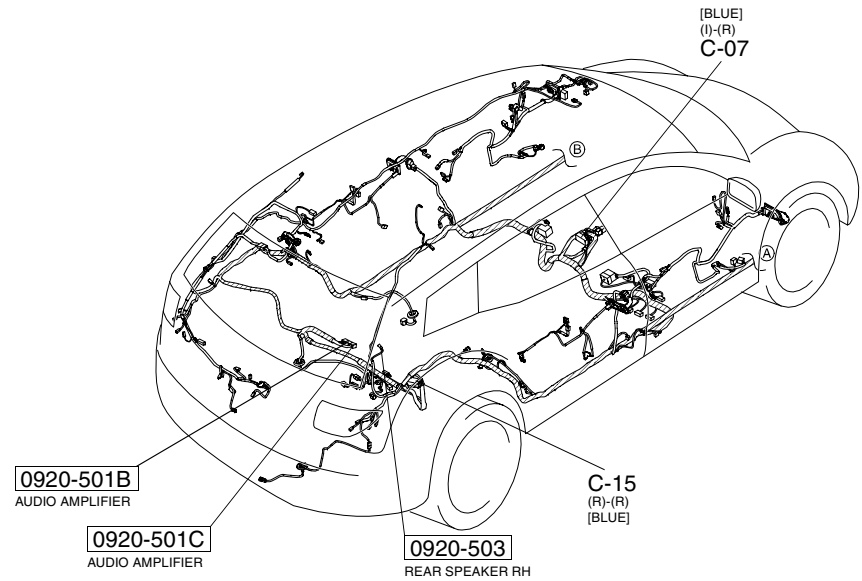 [BLUE]
(I)-(R)
C-07
B
A
0920-501B
AUDIO AMPLIFIER
C-15
(R)-(R)
[BLUE]
0920-501C
AUDIO AMPLIFIER
0920-503
REAR SPEAKER RH